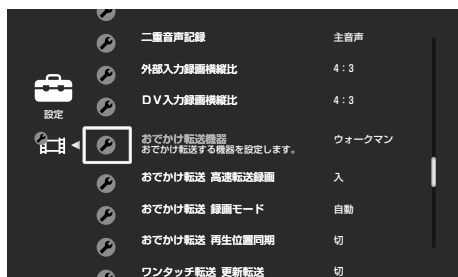 二重音声記録 主音声
外部入力録画横縦比 4：3
DV入力録画横縦比 4：3
設定
おでかけ転送機器 ウォークマン
おでかけ転送する機器を設定します。
おでかけ転送 高速転送録画 入
おでかけ転送 録画モード 自動
おでかけ転送 再生位置同期 切
ワンタッチ転送 更新転送 切